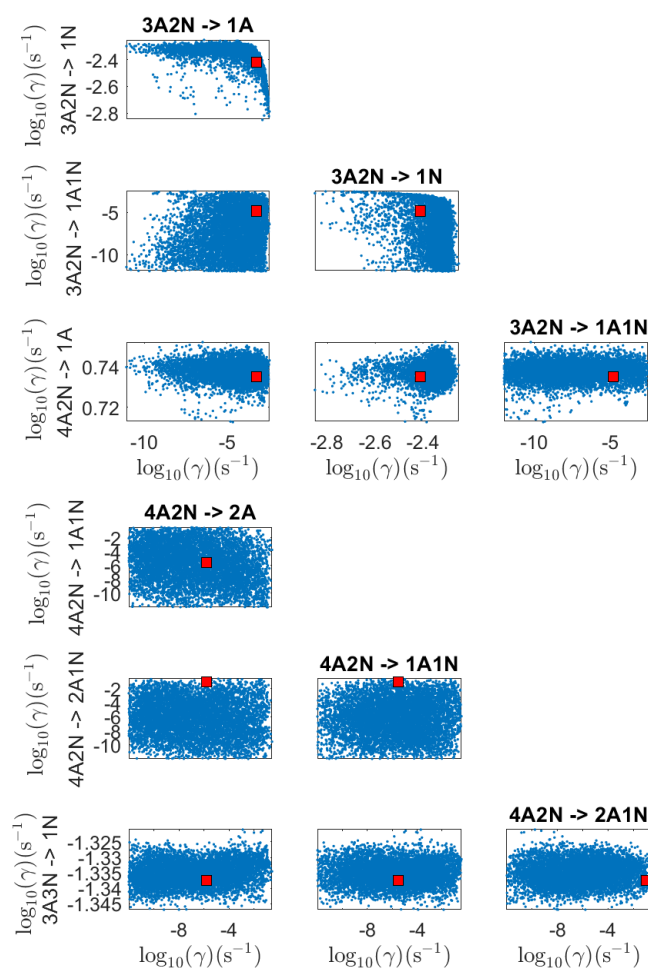 3A2N -> 1A
log₁₀(γ)(s⁻¹)
3A2N -> 1N
-2.4
-2.6
-2.8
3A2N -> 1N
log₁₀(γ)(s⁻¹)
3A2N -> 1A1N
-5
-10
3A2N -> 1A1N
log₁₀(γ)(s⁻¹)
4A2N -> 1A
0.74
0.72
-10 -5 -2.8 -2.6 -2.4 -10 -5
log₁₀(γ)(s⁻¹) log₁₀(γ)(s⁻¹) log₁₀(γ)(s⁻¹)
4A2N -> 2A
log₁₀(γ)(s⁻¹)
4A2N -> 1A1N
-2
-4
-6
-8
-10
4A2N -> 1A1N
log₁₀(γ)(s⁻¹)
4A2N -> 2A1N
-2
-4
-6
-8
-10
4A2N -> 2A1N
log₁₀(γ)(s⁻¹)
3A3N -> 1N
-1.325
-1.33
-1.335
-1.34
-1.345
-8 -4 -8 -4 -8 -4
log₁₀(γ)(s⁻¹) log₁₀(γ)(s⁻¹) log₁₀(γ)(s⁻¹)